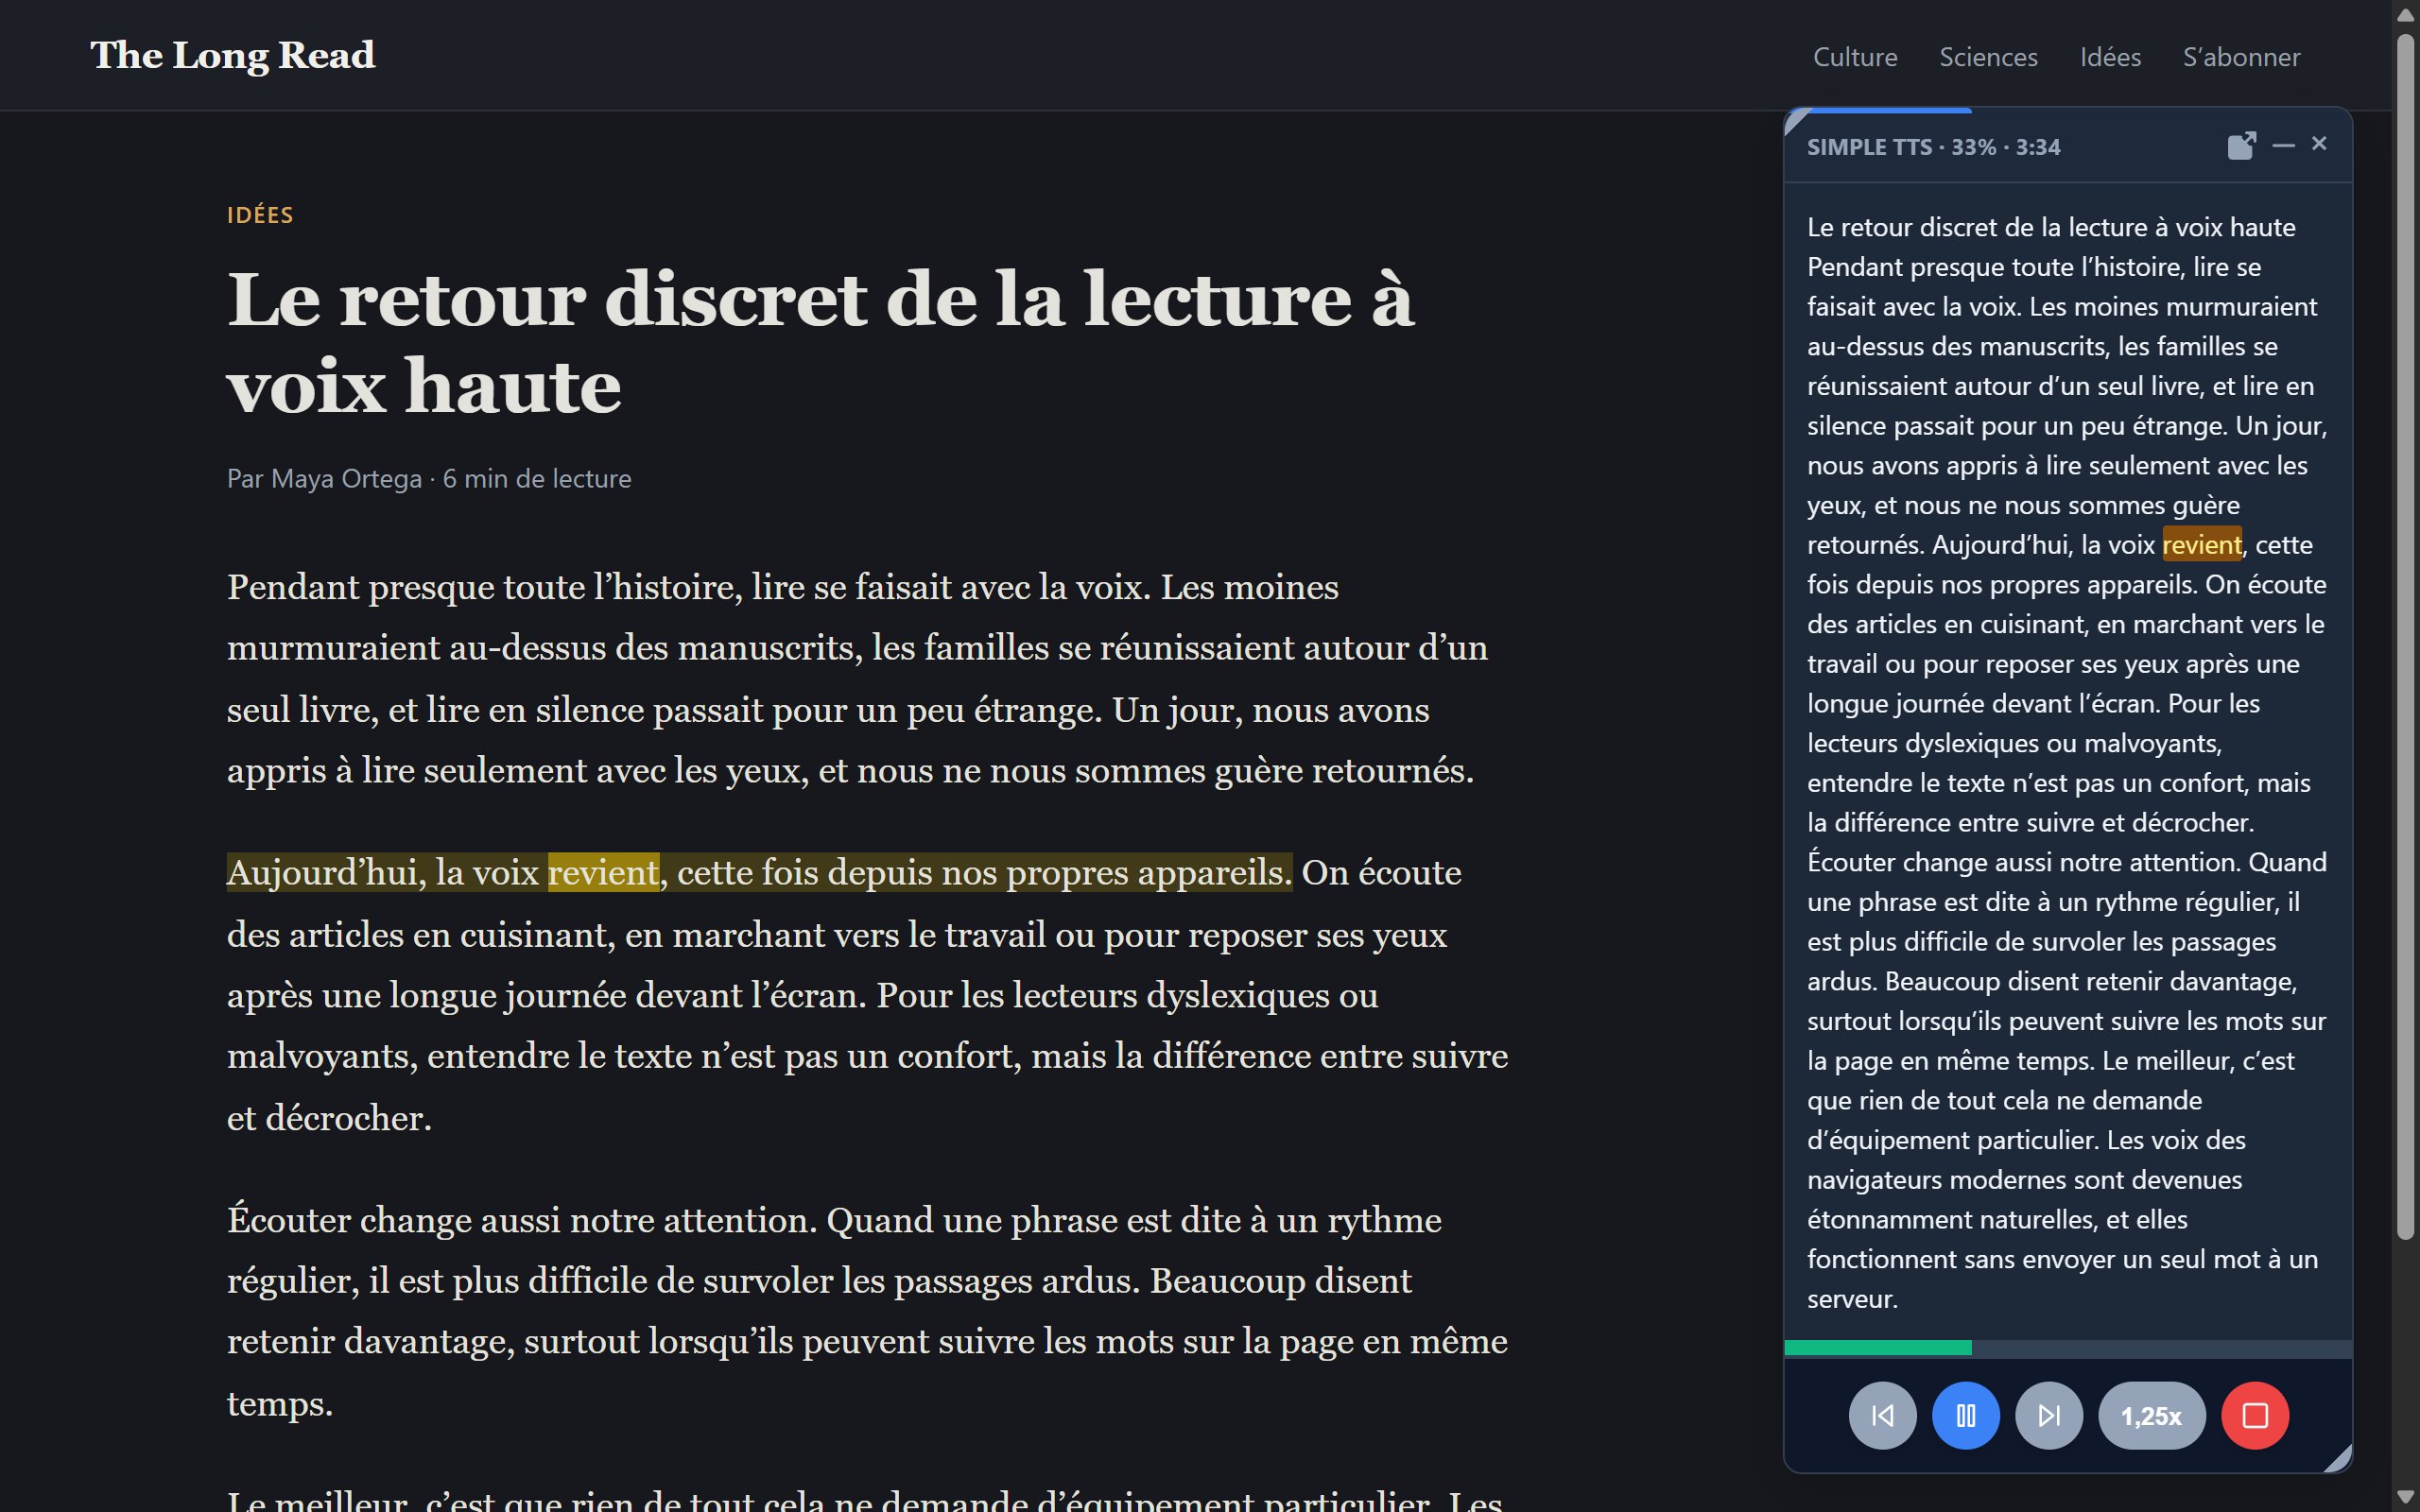 The Long Read
Culture
Sciences
Idées
S’abonner
IDÉES
Le retour discret de la lecture à
voix haute
Par Maya Ortega · 6 min de lecture
Pendant presque toute l’histoire, lire se faisait avec la voix. Les moines
murmuraient au-dessus des manuscrits, les familles se réunissaient autour d’un
seul livre, et lire en silence passait pour un peu étrange. Un jour, nous avons
appris à lire seulement avec les yeux, et nous ne nous sommes guère retournés.
Aujourd’hui, la voix revient, cette fois depuis nos propres appareils. On écoute
des articles en cuisinant, en marchant vers le travail ou pour reposer ses yeux
après une longue journée devant l’écran. Pour les lecteurs dyslexiques ou
malvoyants, entendre le texte n’est pas un confort, mais la différence entre suivre
et décrocher.
Écouter change aussi notre attention. Quand une phrase est dite à un rythme
régulier, il est plus difficile de survoler les passages ardus. Beaucoup disent
retenir davantage, surtout lorsqu’ils peuvent suivre les mots sur la page en même
temps.
Le meilleur, c’est que rien de tout cela ne demande d’équipement particulier. Les
SIMPLE TTS · 33% · 3:34
Le retour discret de la lecture à voix haute
Pendant presque toute l’histoire, lire se
faisait avec la voix. Les moines murmuraient
au-dessus des manuscrits, les familles se
réunissaient autour d’un seul livre, et lire en
silence passait pour un peu étrange. Un jour,
nous avons appris à lire seulement avec les
yeux, et nous ne nous sommes guère
retournés. Aujourd’hui, la voix revient, cette
fois depuis nos propres appareils. On écoute
des articles en cuisinant, en marchant vers le
travail ou pour reposer ses yeux après une
longue journée devant l’écran. Pour les
lecteurs dyslexiques ou malvoyants,
entendre le texte n’est pas un confort, mais
la différence entre suivre et décrocher.
Écouter change aussi notre attention. Quand
une phrase est dite à un rythme régulier, il
est plus difficile de survoler les passages
ardus. Beaucoup disent retenir davantage,
surtout lorsqu’ils peuvent suivre les mots sur
la page en même temps. Le meilleur, c’est
que rien de tout cela ne demande
d’équipement particulier. Les voix des
navigateurs modernes sont devenues
étonnamment naturelles, et elles
fonctionnent sans envoyer un seul mot à un
serveur.
1,25x